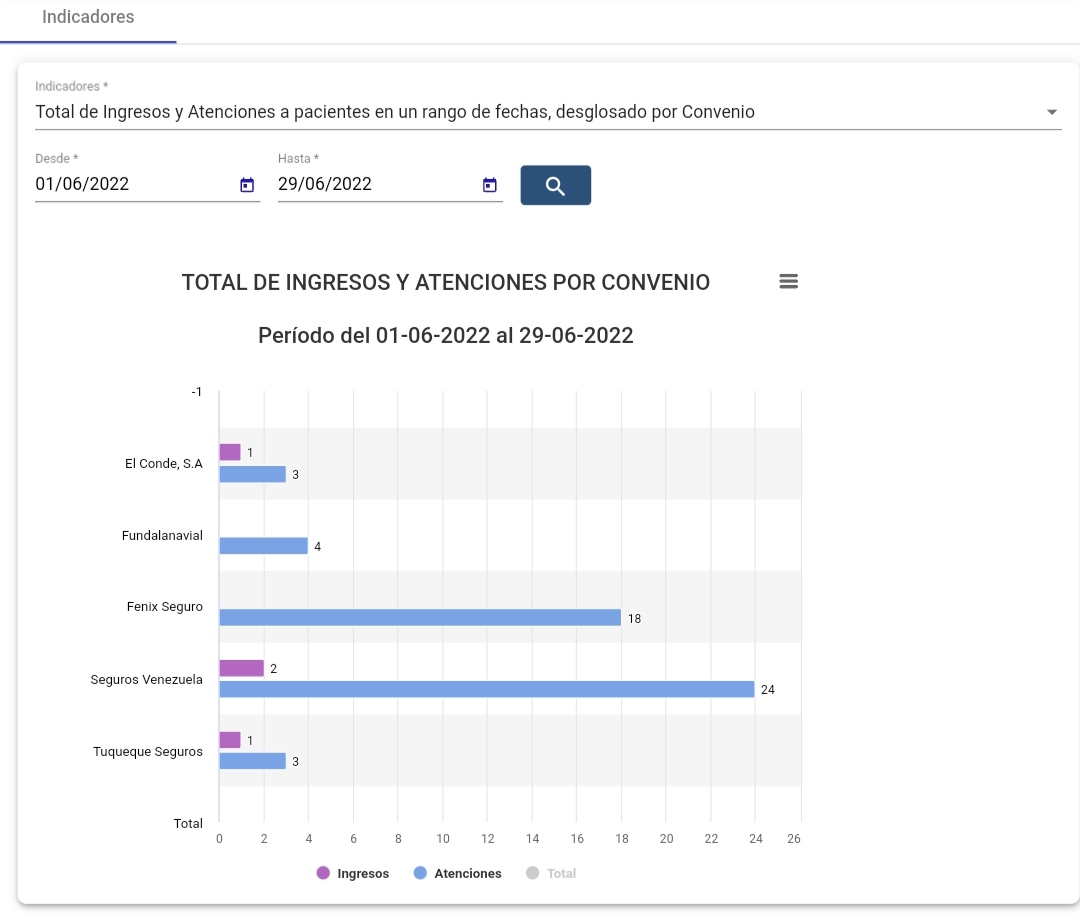 Indicadores
Indicadores *
Total de Ingresos y Atenciones a pacientes en un rango de fechas, desglosado por Convenio
Desde *
Hasta *
01/06/2022
29/06/2022
TOTAL DE INGRESOS Y ATENCIONES POR CONVENIO
Período del 01-06-2022 al 29-06-2022
-1
El Conde, S.A
1
3
Fundalanavial
4
Fenix Seguro
18
Seguros Venezuela
2
24
Tuqueque Seguros
1
3
Total
0 2 4 6 8 10 12 14 16 18 20 22 24 26
Ingresos Atenciones Total